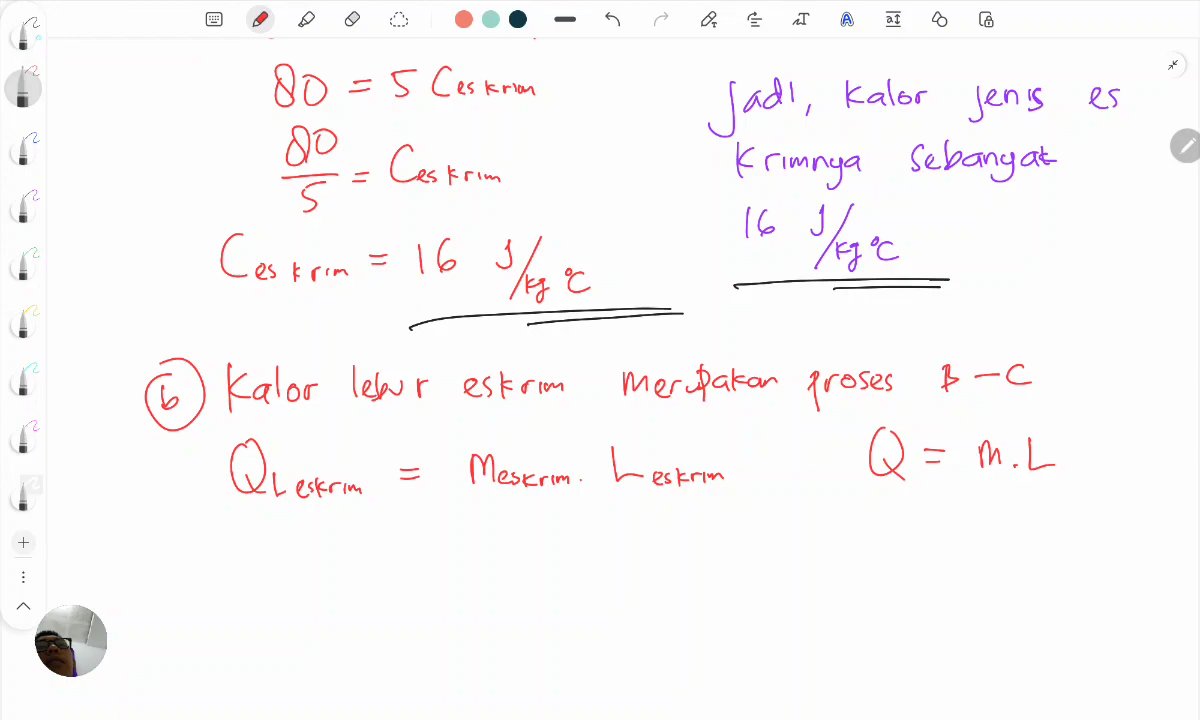 80 = 5 Ceskrim
80/5 = Ceskrim
Ceskrim = 16 J/kg°C
Jadi, kalor jenis es
krimnya sebanyak
16 J/kg°C
b Kalor lebur eskrim merupakan proses B-C
QLeskrim = Meskrim. Leskrim
Q = m.L